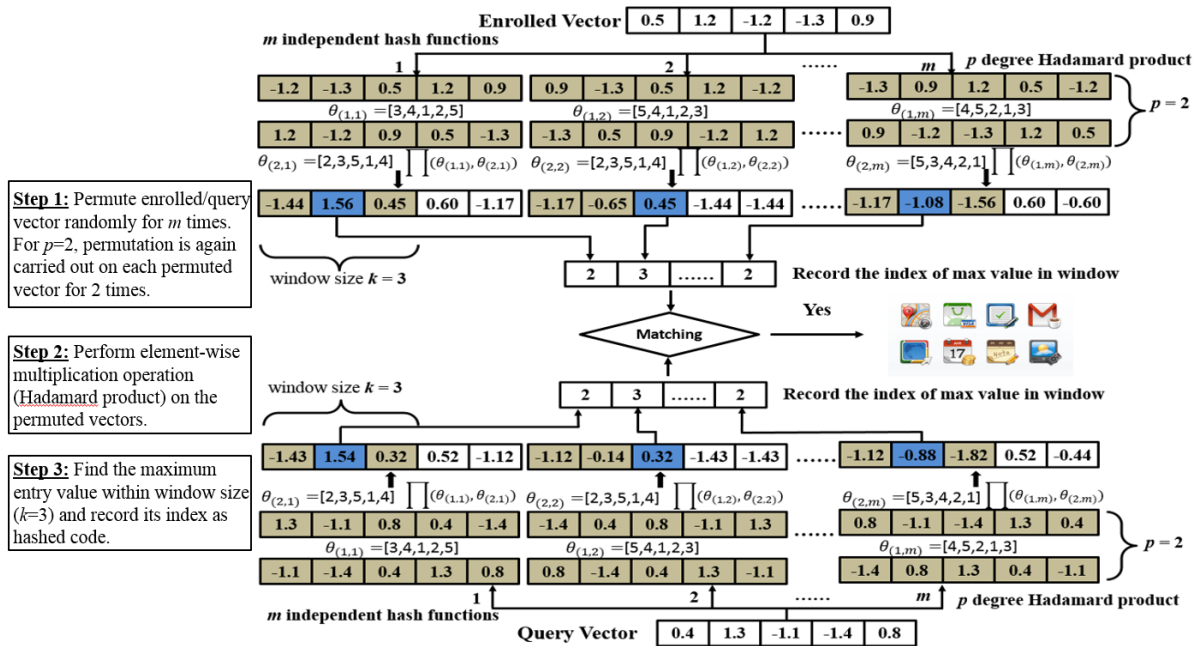 Enrolled Vector 0.5 1.2 -1.2 -1.3 0.9
m independent hash functions
1 2 ...... m p degree Hadamard product
-1.2 -1.3 0.5 1.2 0.9 0.9 -1.3 0.5 1.2 -1.2 -1.3 0.9 1.2 0.5 -1.2
θ(1,1) =[3,4,1,2,5] θ(1,2) =[5,4,1,2,3] θ(1,m) =[4,5,2,1,3] p = 2
1.2 -1.2 0.9 0.5 -1.3 -1.3 0.5 0.9 -1.2 1.2 ...... 0.9 -1.2 -1.3 1.2 0.5
θ(2,1) =[2,3,5,1,4] ∏(θ(1.1), θ(2,1)) θ(2,2) =[2,3,5,1,4] ∏(θ(1,2), θ(2,2)) θ(2,m) =[5,3,4,2,1] ∏(θ(1,m), θ(2,m))
-1.44 1.56 0.45 0.60 -1.17 -1.17 -0.65 0.45 -1.44 -1.44 ...... -1.17 -1.08 -1.56 0.60 -0.60
window size k = 3
2 3 ...... 2 Record the index of max value in window
Step 1: Permute enrolled/query
vector randomly for m times.
For p=2, permutation is again
carried out on each permuted
vector for 2 times.
Matching Yes
17
Step 2: Perform element-wise
multiplication operation
(Hadamard product) on the
permuted vectors.
window size k = 3
2 3 ...... 2 Record the index of max value in window
Step 3: Find the maximum
entry value within window size
(k=3) and record its index as
hashed code.
-1.43 1.54 0.32 0.52 -1.12 -1.12 -0.14 0.32 -1.43 -1.43 ...... -1.12 -0.88 -1.82 0.52 -0.44
θ(2,1) =[2,3,5,1,4] ∏(θ(1.1), θ(2,1)) θ(2,2) =[2,3,5,1,4] ∏(θ(1,2), θ(2,2)) θ(2,m) =[5,3,4,2,1] ∏(θ(1,m), θ(2,m))
1.3 -1.1 0.8 0.4 -1.4 -1.4 0.4 0.8 -1.1 1.3 ...... 0.8 -1.1 -1.4 1.3 0.4
θ(1,1) =[3,4,1,2,5] θ(1,2) =[5,4,1,2,3] θ(1,m) =[4,5,2,1,3] p = 2
-1.1 -1.4 0.4 1.3 0.8 0.8 -1.4 0.4 1.3 -1.1 -1.4 0.8 1.3 0.4 -1.1
1 2 ...... m p degree Hadamard product
m independent hash functions
Query Vector 0.4 1.3 -1.1 -1.4 0.8